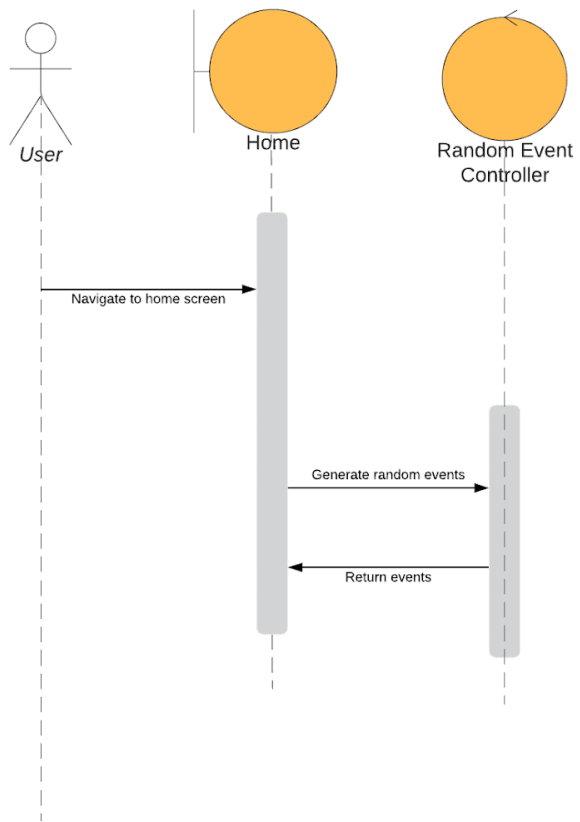 User
Home
Random Event
Controller
Navigate to home screen
Generate random events
Return events